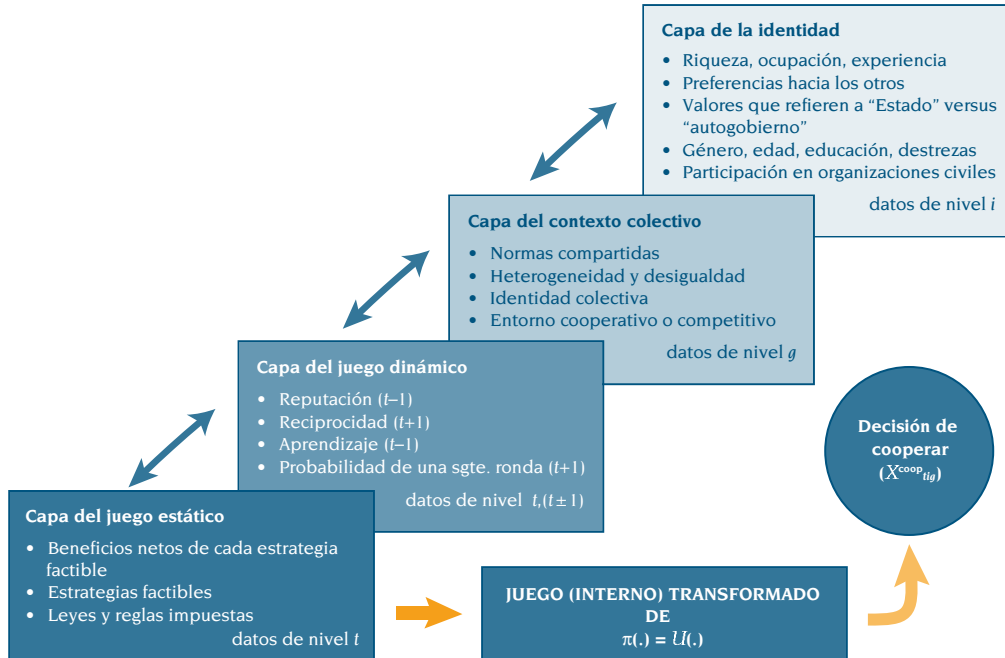 Capa de la identidad
• Riqueza, ocupación, experiencia
• Preferencias hacia los otros
• Valores que refieren a “Estado” versus
“autogobierno”
• Género, edad, educación, destrezas
• Participación en organizaciones civiles
datos de nivel i
Capa del contexto colectivo
• Normas compartidas
• Heterogeneidad y desigualdad
• Identidad colectiva
• Entorno cooperativo o competitivo
datos de nivel g
Capa del juego dinámico
• Reputación (t–1)
• Reciprocidad (t+1)
• Aprendizaje (t–1)
• Probabilidad de una sgte. ronda (t+1)
datos de nivel t,(t ± 1)
Capa del juego estático
• Beneficios netos de cada estrategia
factible
• Estrategias factibles
• Leyes y reglas impuestas
datos de nivel t
JUEGO (INTERNO) TRANSFORMADO
DE
π(.) = U(.)
Decisión de
cooperar
(X^coop_tig)